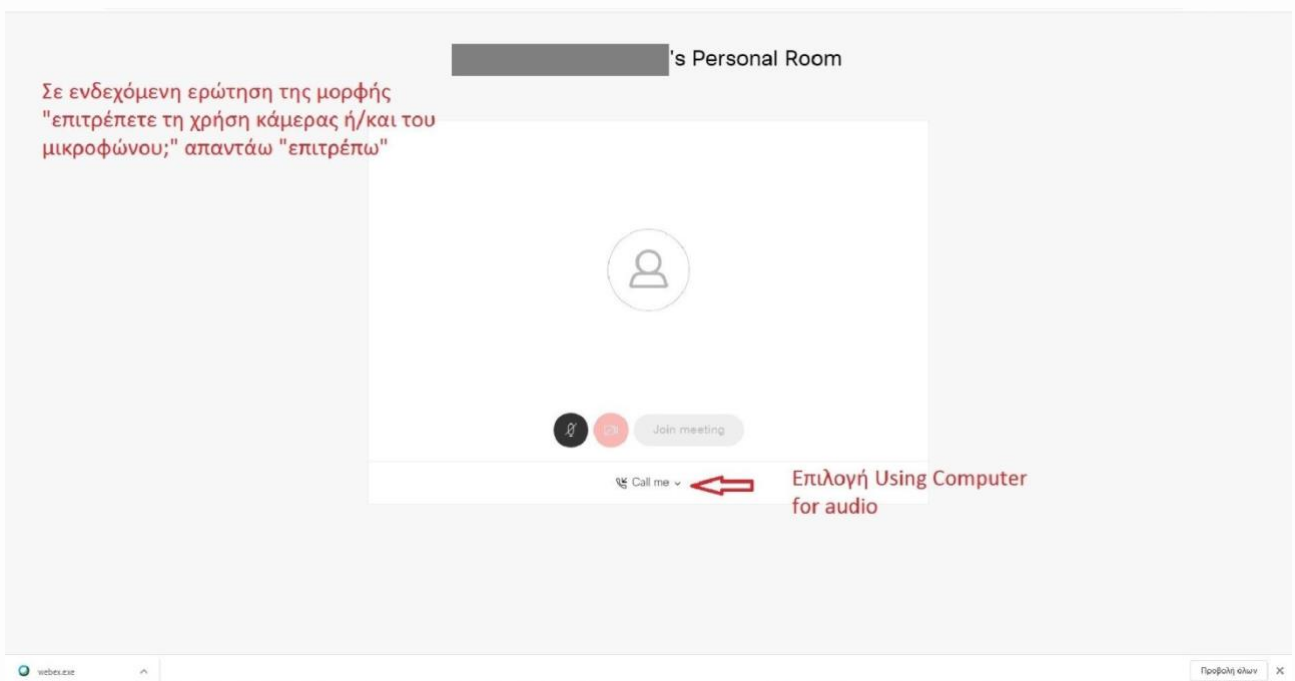 's Personal Room
Σε ενδεχόμενη ερώτηση της μορφής
"επιτρέπετε τη χρήση κάμερας ή/και του
μικροφώνου;" απαντάω "επιτρέπω"
Join meeting
Call me
Επιλογή Using Computer
for audio
webex.exe
Προβολή όλων